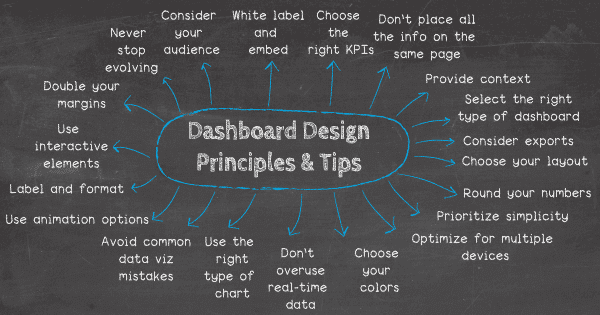 Dashboard Design
Principles & Tips
Consider
your
audience
White label
and
embed
Choose
the
right KPIs
Don't place all
the info on the
same page
Provide context
Select the right
type of dashboard
Consider exports
Choose your layout
Round your numbers
Prioritize simplicity
Optimize for multiple
devices
Choose
your
colors
Don't
overuse
real-time
data
Use the
right
type of
chart
Avoid common
data viz
mistakes
Use animation options
Label and format
Use
interactive
elements
Double your
margins
Never
stop
evolving